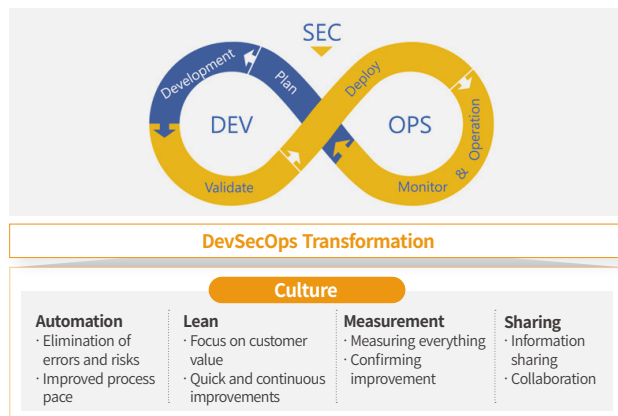 SEC
Development
Plan
Deploy
DEV
OPS
Validate
Monitor & Operation
DevSecOps Transformation
Culture
Automation
· Elimination of
errors and risks
· Improved process
pace
Lean
· Focus on customer
value
· Quick and continuous
improvements
Measurement
· Measuring everything
· Confirming
improvement
Sharing
· Information
sharing
· Collaboration